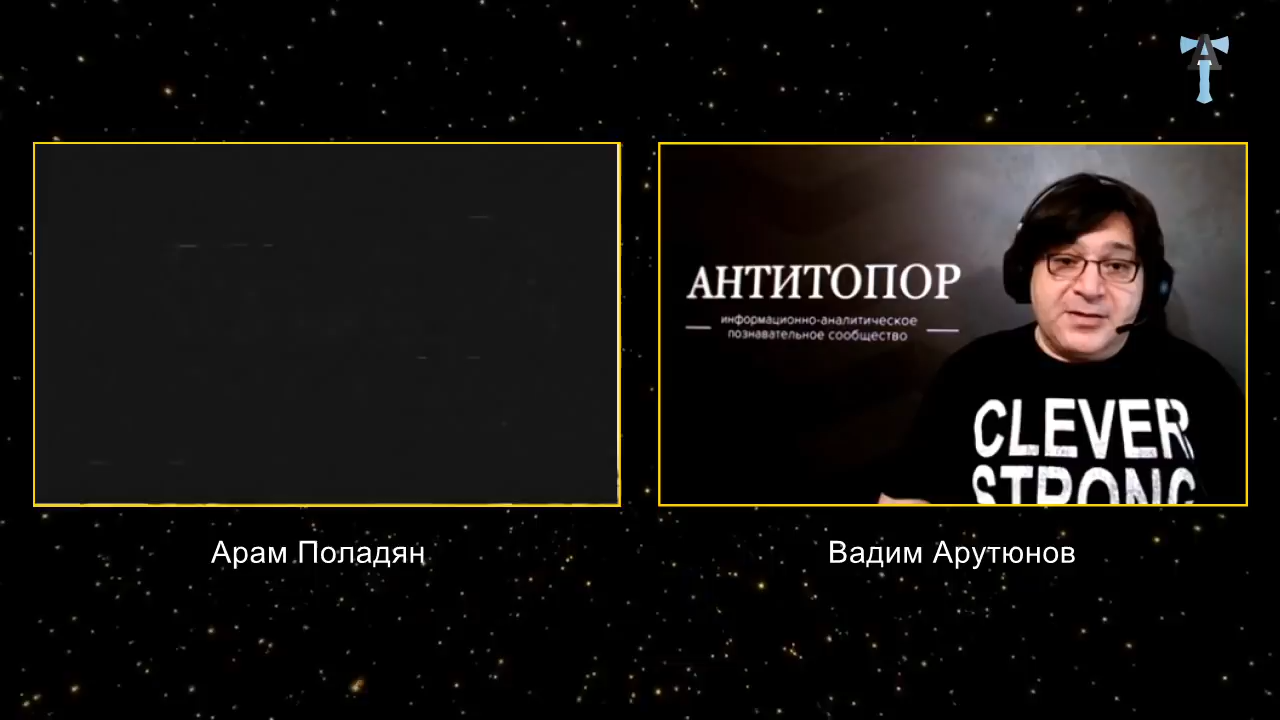 АНТИТОПОР
информационно-аналитическое
познавательное сообщество
CLEVER
STRONG
Арам Поладян
Вадим Арутюнов